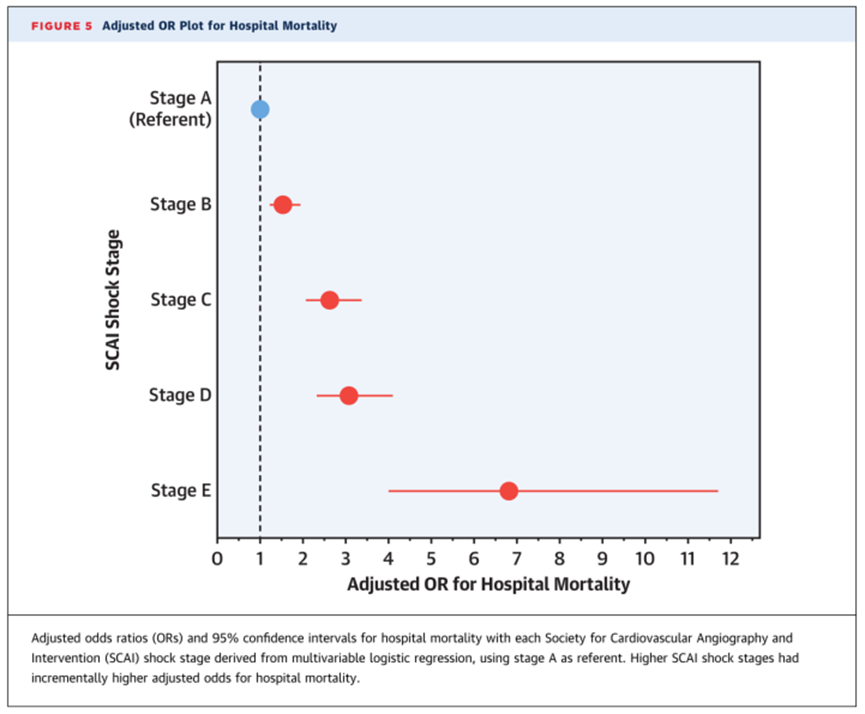 FIGURE 5 Adjusted OR Plot for Hospital Mortality
Stage A
(Referent)
Stage B
Stage C
Stage D
Stage E
SCAI Shock Stage
0 1 2 3 4 5 6 7 8 9 10 11 12
Adjusted OR for Hospital Mortality
Adjusted odds ratios (ORs) and 95% confidence intervals for hospital mortality with each Society for Cardiovascular Angiography and
Intervention (SCAI) shock stage derived from multivariable logistic regression, using stage A as referent. Higher SCAI shock stages had
incrementally higher adjusted odds for hospital mortality.